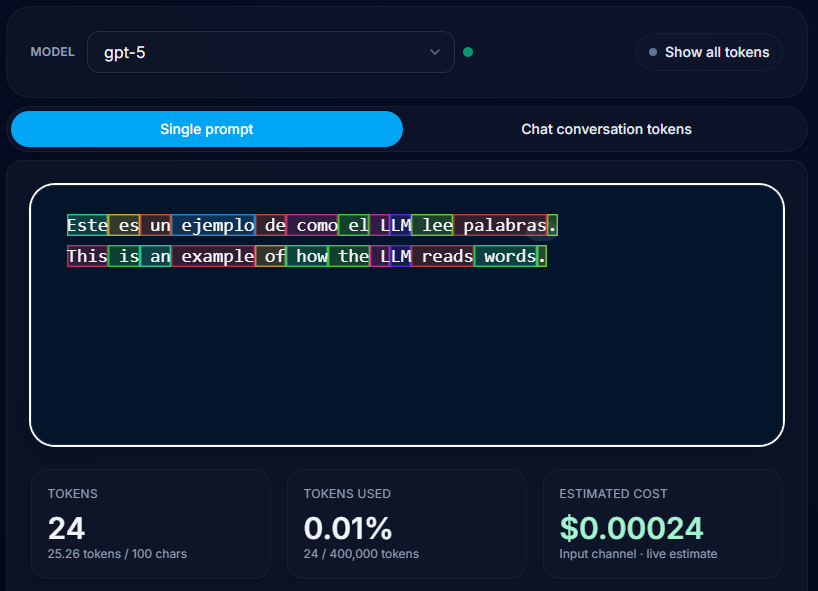 MODEL gpt-5 Show all tokens
Single prompt Chat conversation tokens
Este es un ejemplo de como el LLM lee palabras.
This is an example of how the LLM reads words.
TOKENS TOKENS USED ESTIMATED COST
24 0.01% $0.00024
25.26 tokens / 100 chars 24 / 400,000 tokens Input channel · live estimate